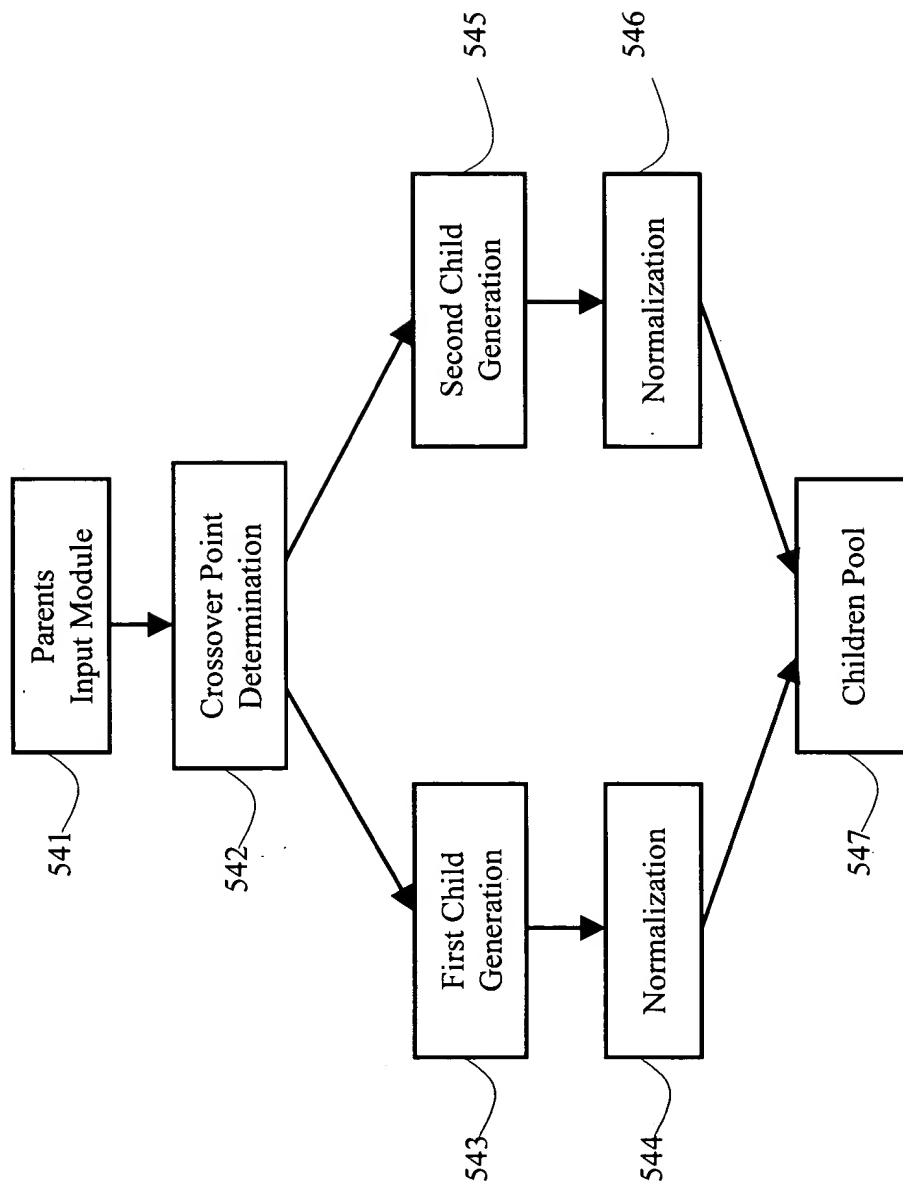 541
Parents
Input Module
542
Crossover Point
Determination
543
First Child
Generation
545
Second Child
Generation
544
Normalization
546
Normalization
547
Children Pool